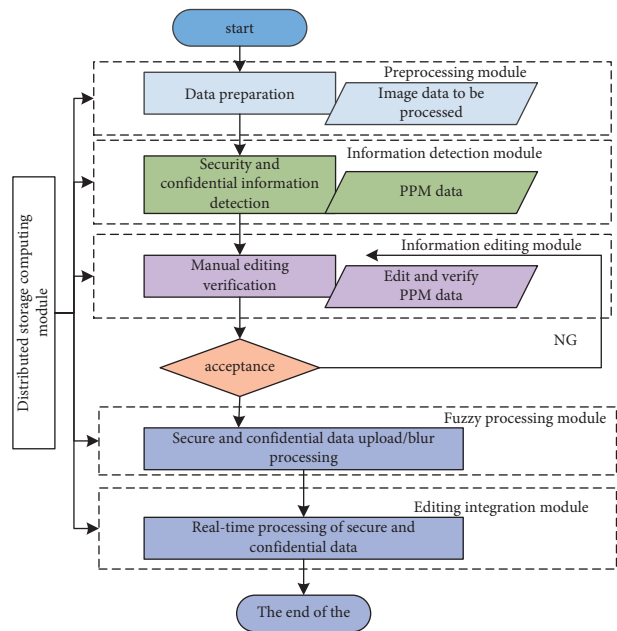 start
Preprocessing module
Data preparation
Image data to be
processed
Information detection module
Security and
confidential information
detection
PPM data
Information editing module
Manual editing
verification
Edit and verify
PPM data
NG
acceptance
Distributed storage computing
module
Fuzzy processing module
Secure and confidential data upload/blur
processing
Editing integration module
Real-time processing of secure and
confidential data
The end of the